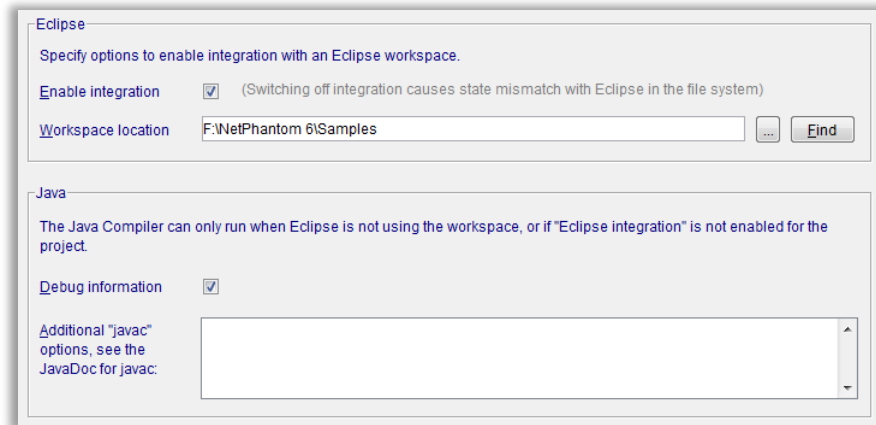 Eclipse
Specify options to enable integration with an Eclipse workspace.
Enable integration (Switching off integration causes state mismatch with Eclipse in the file system)
Workspace location F:\NetPhantom 6\Samples ... Find
Java
The Java Compiler can only run when Eclipse is not using the workspace, or if "Eclipse integration" is not enabled for the
project.
Debug information
Additional "javac"
options, see the
JavaDoc for javac: